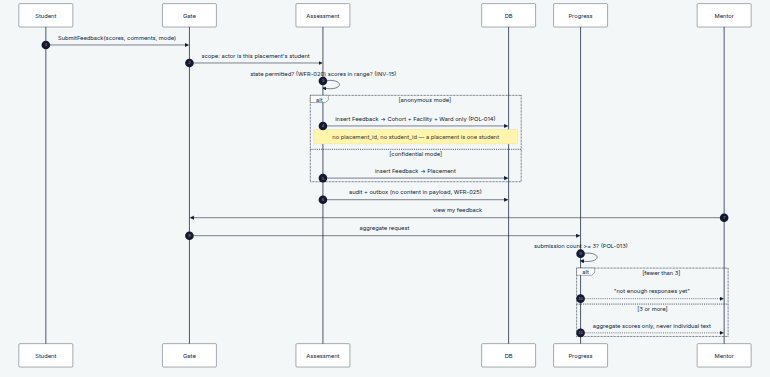 Student Gate Assessment DB Progress Mentor
SubmitFeedback(scores, comments, mode)
scope: actor is this placement's student
state permitted? (WFR-020) scores in range? (INV-15)
alt [anonymous mode]
insert Feedback → Cohort + Facility + Ward only (POL-014)
no placement_id, no student_id — a placement is one student
[confidential mode]
insert Feedback → Placement
audit + outbox (no content in payload, WFR-025)
view my feedback
aggregate request
submission count >= 3? (POL-013)
alt [fewer than 3]
"not enough responses yet"
[3 or more]
aggregate scores only, never individual text
Student Gate Assessment DB Progress Mentor